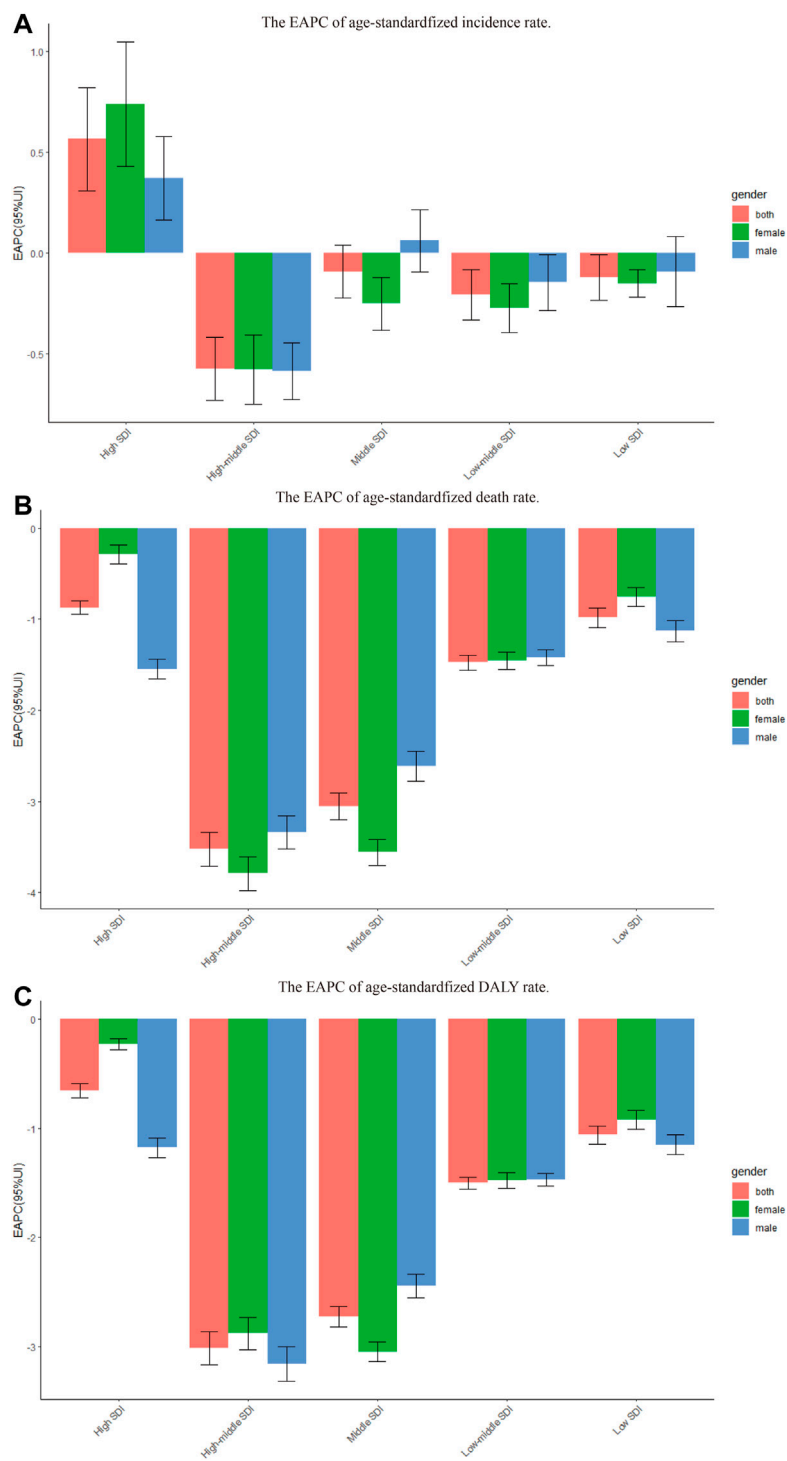 A
The EAPC of age-standardfized incidence rate.
1.0
0.5
0.0
-0.5
EAPC(95%UI)
gender
both
female
male
High SDI
High-middle SDI
Middle SDI
Low-middle SDI
Low SDI
B
The EAPC of age-standardfized death rate.
0
-1
-2
-3
-4
EAPC(95%UI)
gender
both
female
male
High SDI
High-middle SDI
Middle SDI
Low-middle SDI
Low SDI
C
The EAPC of age-standardfized DALY rate.
0
-1
-2
-3
EAPC(95%UI)
gender
both
female
male
High SDI
High-middle SDI
Middle SDI
Low-middle SDI
Low SDI